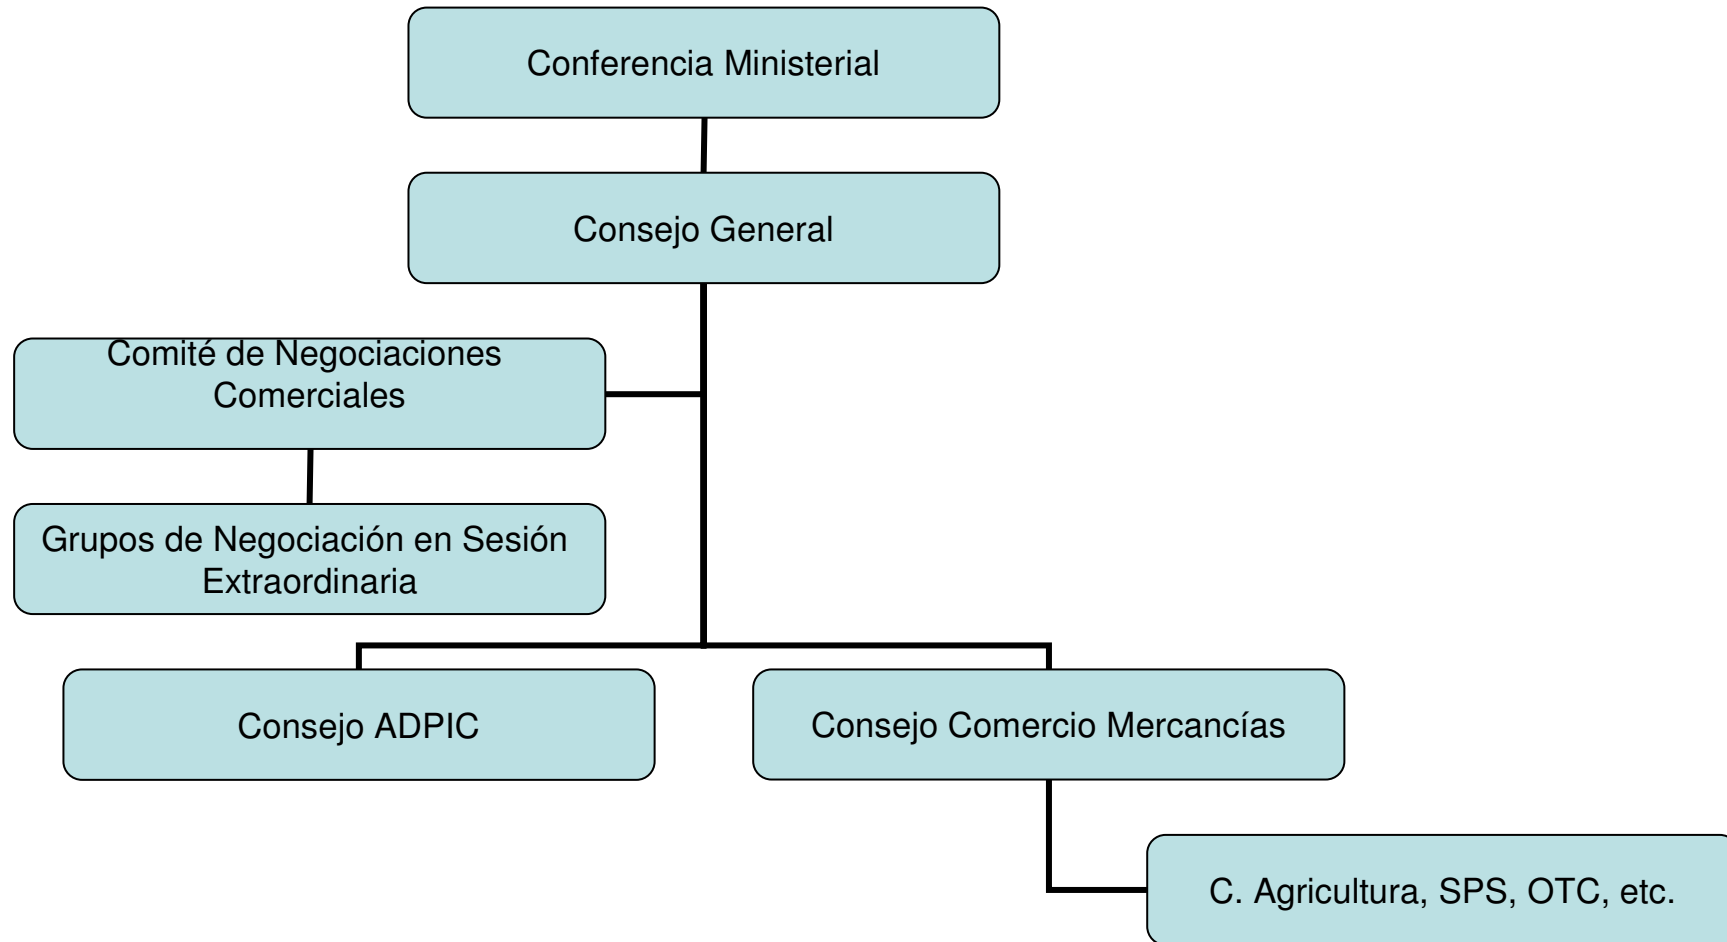 Conferencia Ministerial
Consejo General
Comité de Negociaciones
Comerciales
Grupos de Negociación en Sesión
Extraordinaria
Consejo ADPIC
Consejo Comercio Mercancías
C. Agricultura, SPS, OTC, etc.